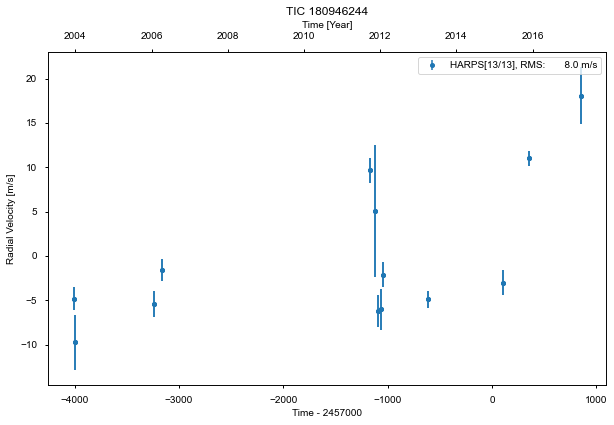 TIC 180946244
Time [Year]
2004 2006 2008 2010 2012 2014 2016
HARPS[13/13], RMS: 8.0 m/s
Radial Velocity [m/s]
20
15
10
5
0
−5
−10
−4000 −3000 −2000 −1000 0 1000
Time - 2457000